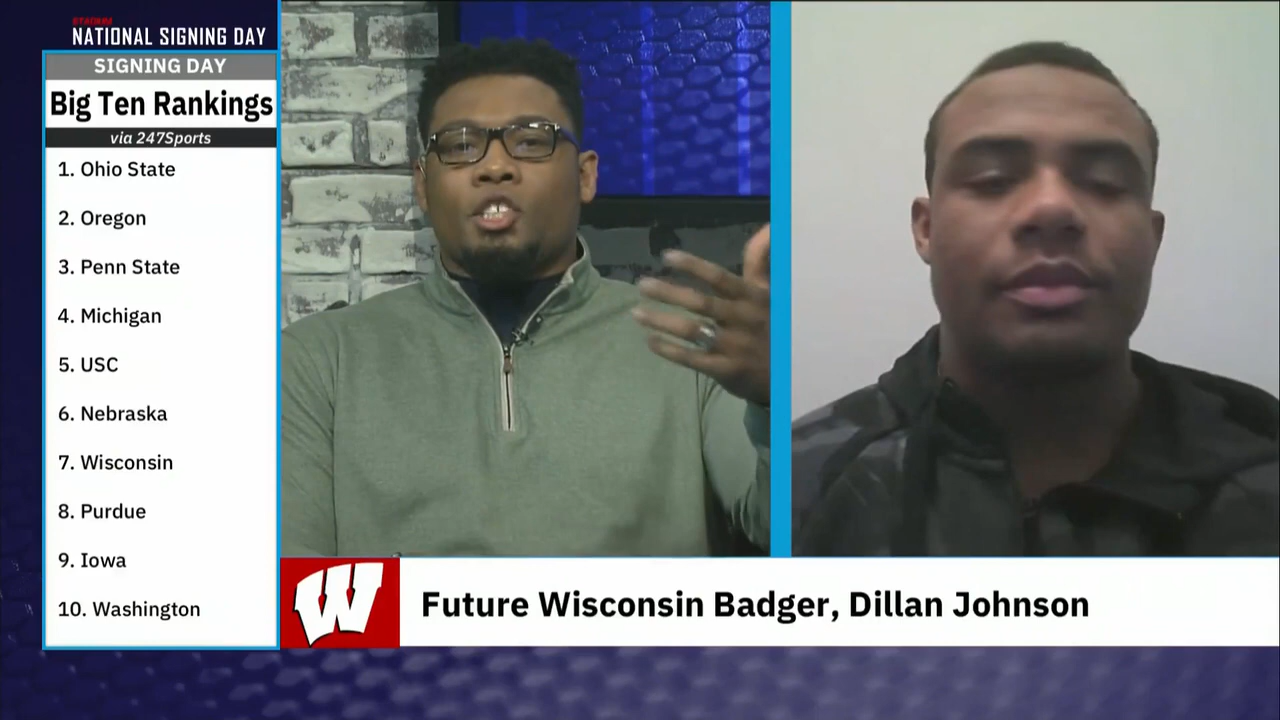 STADIUM
NATIONAL SIGNING DAY
SIGNING DAY
Big Ten Rankings
via 247Sports
1. Ohio State
2. Oregon
3. Penn State
4. Michigan
5. USC
6. Nebraska
7. Wisconsin
8. Purdue
9. Iowa
10. Washington
W
Future Wisconsin Badger, Dillan Johnson